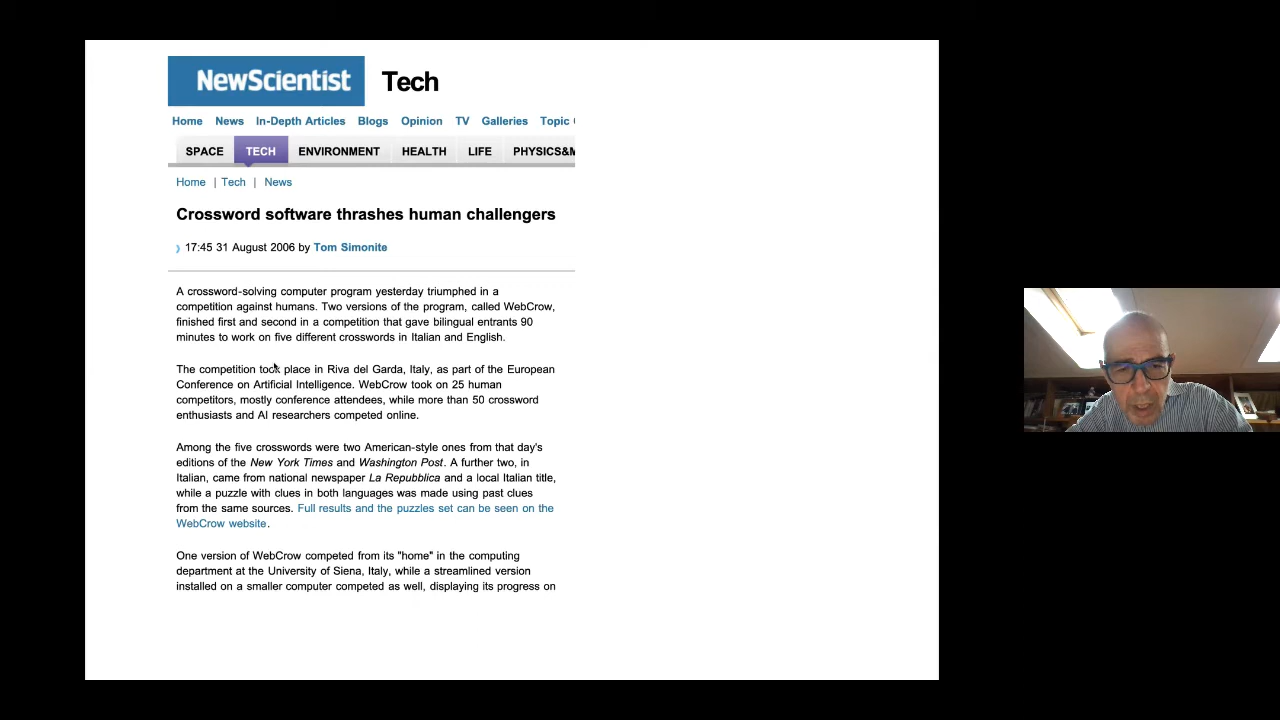 NewScientist Tech
Home News In-Depth Articles Blogs Opinion TV Galleries Topic
SPACE TECH ENVIRONMENT HEALTH LIFE PHYSICS&M
Home | Tech | News
Crossword software thrashes human challengers
17:45 31 August 2006 by Tom Simonite
A crossword-solving computer program yesterday triumphed in a
competition against humans. Two versions of the program, called WebCrow,
finished first and second in a competition that gave bilingual entrants 90
minutes to work on five different crosswords in Italian and English.
The competition took place in Riva del Garda, Italy, as part of the European
Conference on Artificial Intelligence. WebCrow took on 25 human
competitors, mostly conference attendees, while more than 50 crossword
enthusiasts and AI researchers competed online.
Among the five crosswords were two American-style ones from that day's
editions of the New York Times and Washington Post. A further two, in
Italian, came from national newspaper La Repubblica and a local Italian title,
while a puzzle with clues in both languages was made using past clues
from the same sources. Full results and the puzzles set can be seen on the
WebCrow website.
One version of WebCrow competed from its "home" in the computing
department at the University of Siena, Italy, while a streamlined version
installed on a smaller computer competed as well, displaying its progress on